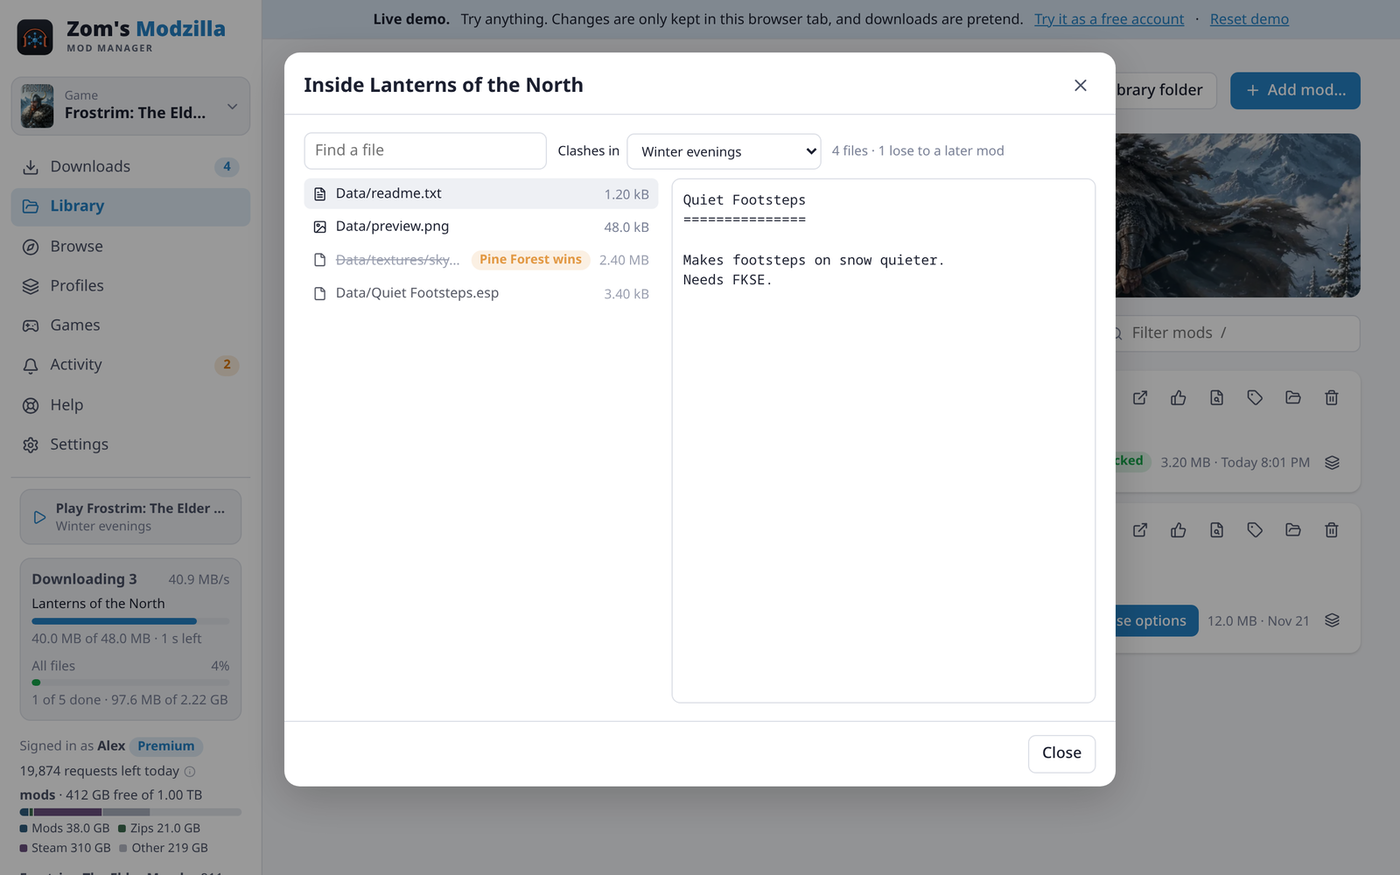 Zom's Modzilla
MOD MANAGER
Game
Frostrim: The Eld...
Downloads 4
Library
Browse
Profiles
Games
Activity 2
Help
Settings
Play Frostrim: The Elder ...
Winter evenings
Downloading 3 40.9 MB/s
Lanterns of the North
40.0 MB of 48.0 MB · 1 s left
All files 4%
1 of 5 done · 97.6 MB of 2.22 GB
Signed in as Alex Premium
19,874 requests left today
mods · 412 GB free of 1.00 TB
Mods 38.0 GB Zips 21.0 GB
Steam 310 GB Other 219 GB
Live demo. Try anything. Changes are only kept in this browser tab, and downloads are pretend. Try it as a free account · Reset demo
brary folder
+ Add mod...
Filter mods /
cked 3.20 MB · Today 8:01 PM
se options 12.0 MB · Nov 21
Inside Lanterns of the North
Find a file
Clashes in Winter evenings 4 files · 1 lose to a later mod
Data/readme.txt 1.20 kB
Data/preview.png 48.0 kB
Data/textures/sky... Pine Forest wins 2.40 MB
Data/Quiet Footsteps.esp 3.40 kB
Quiet Footsteps
===============
Makes footsteps on snow quieter.
Needs FKSE.
Close